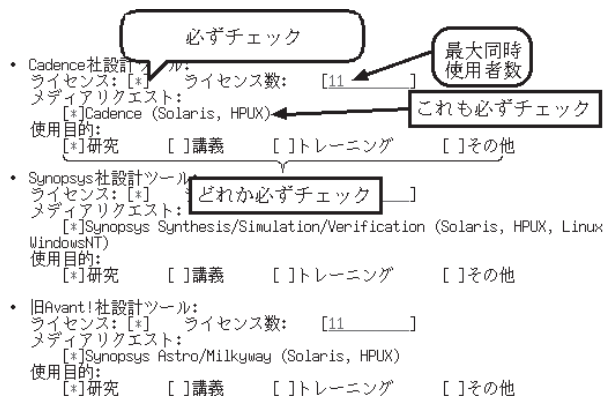 必ずチェック
最大同時
使用者数
• Cadence社設計ツール:
ライセンス: [*] ライセンス数: [11________]
メディアリクエスト:
[*]Cadence (Solaris, HPUX)
これも必ずチェック
使用目的:
[*]研究 [ ]講義 [ ]トレーニング [ ]その他
どれか必ずチェック
• Synopsys社設計ツール:
ライセンス: [*] ____]
メディアリクエスト:
[*]Synopsys Synthesis/Simulation/Verification (Solaris, HPUX, Linux
WindowsNT)
使用目的:
[*]研究 [ ]講義 [ ]トレーニング [ ]その他
• 旧Avant!社設計ツール:
ライセンス: [*] ライセンス数: [11________]
メディアリクエスト:
[*]Synopsys Astro/Milkyway (Solaris, HPUX)
使用目的:
[*]研究 [ ]講義 [ ]トレーニング [ ]その他